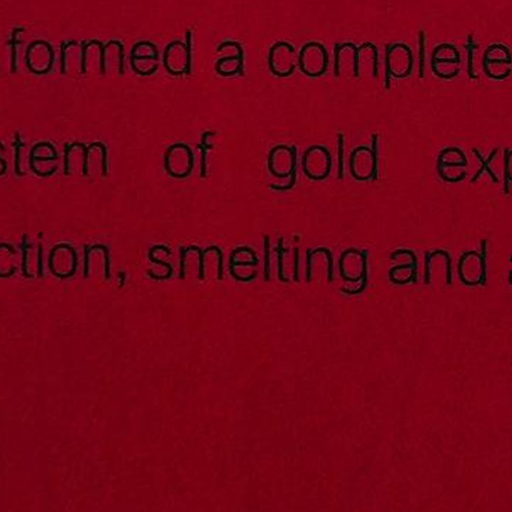 formed a complete
stem of gold exp
ction, smelting and a